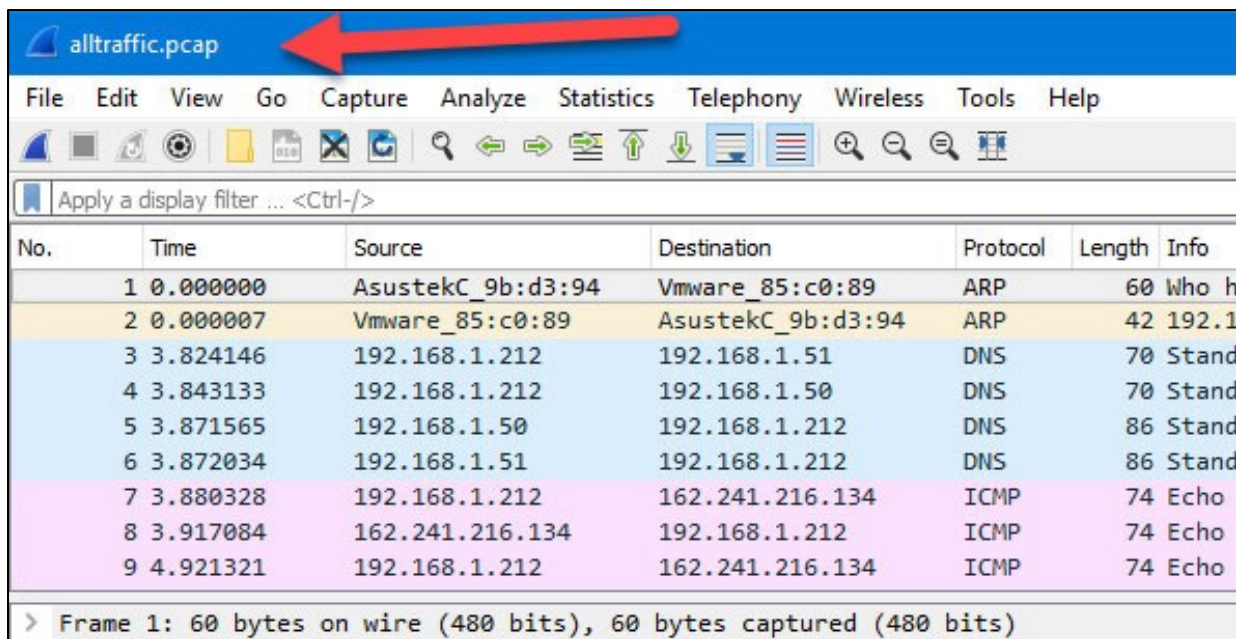 alltraffic.pcap
File Edit View Go Capture Analyze Statistics Telephony Wireless Tools Help
Apply a display filter ... <Ctrl-/>
No. Time Source Destination Protocol Length Info
1 0.000000 AsustekC_9b:d3:94 Vmware_85:c0:89 ARP 60 Who h
2 0.000007 Vmware_85:c0:89 AsustekC_9b:d3:94 ARP 42 192.1
3 3.824146 192.168.1.212 192.168.1.51 DNS 70 Stand
4 3.843133 192.168.1.212 192.168.1.50 DNS 70 Stand
5 3.871565 192.168.1.50 192.168.1.212 DNS 86 Stand
6 3.872034 192.168.1.51 192.168.1.212 DNS 86 Stand
7 3.880328 192.168.1.212 162.241.216.134 ICMP 74 Echo
8 3.917084 162.241.216.134 192.168.1.212 ICMP 74 Echo
9 4.921321 192.168.1.212 162.241.216.134 ICMP 74 Echo
> Frame 1: 60 bytes on wire (480 bits), 60 bytes captured (480 bits)